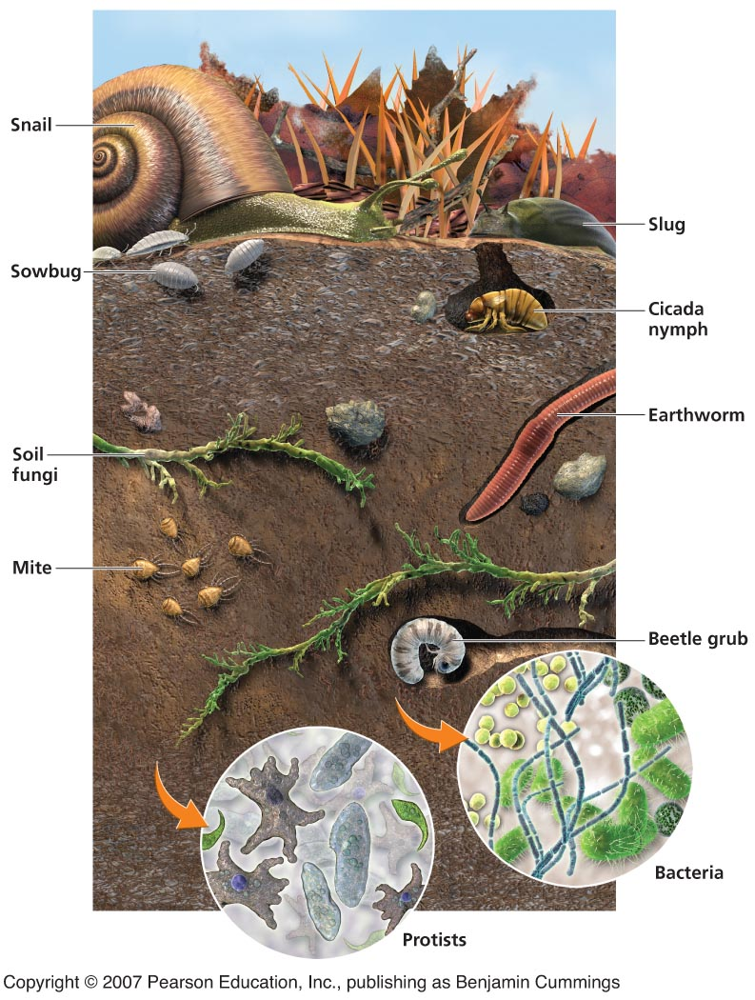 Snail
Slug
Sowbug
Cicada
nymph
Earthworm
Soil
fungi
Mite
Beetle grub
Bacteria
Protists
Copyright © 2007 Pearson Education, Inc., publishing as Benjamin Cummings